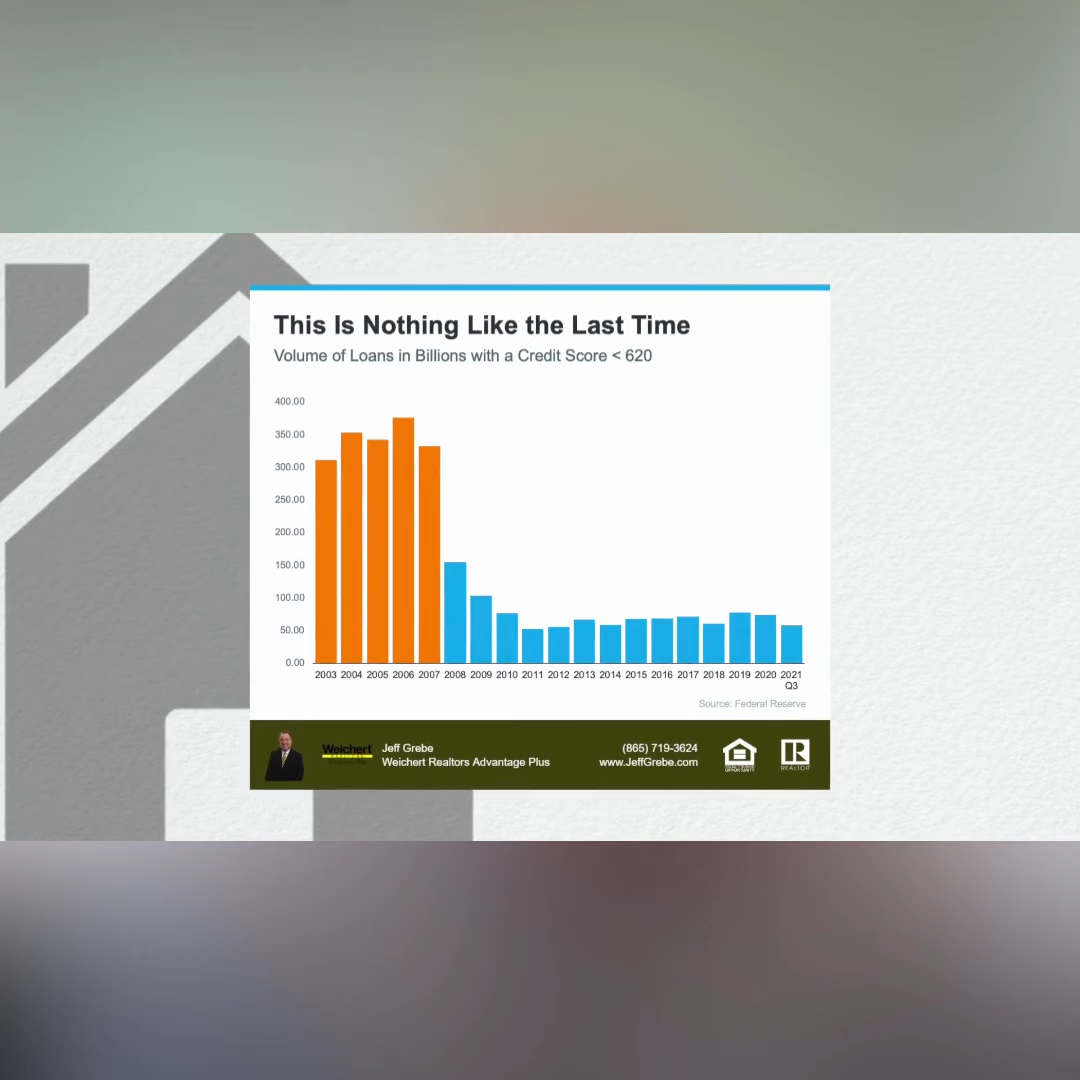 This Is Nothing Like the Last Time
Volume of Loans in Billions with a Credit Score < 620
400.00
350.00
300.00
250.00
200.00
150.00
100.00
50.00
0.00
2003 2004 2005 2006 2007 2008 2009 2010 2011 2012 2013 2014 2015 2016 2017 2018 2019 2020 2021
Q3
Source: Federal Reserve
Weichert
Jeff Grebe
Weichert Realtors Advantage Plus
(865) 719-3624
www.JeffGrebe.com
OPPORTUNITY
REALTOR